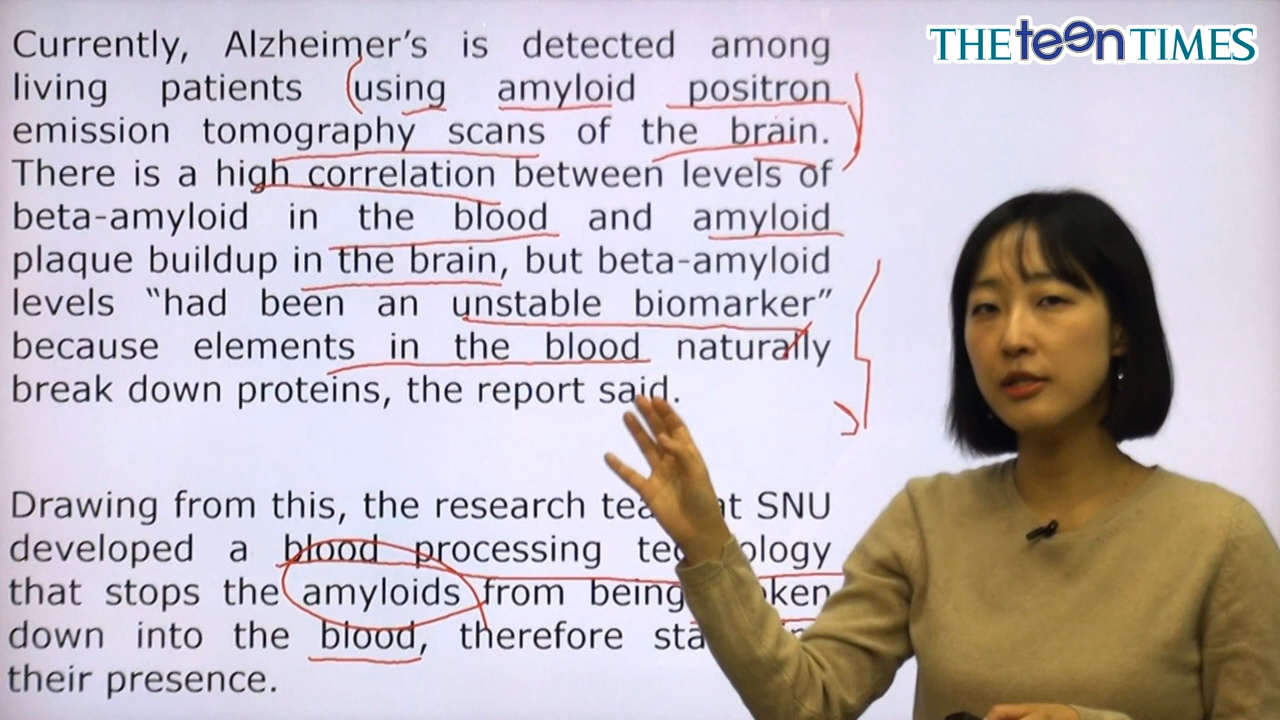 THE teen TIMES
Currently, Alzheimer's is detected among
living patients using amyloid positron
emission tomography scans of the brain.
There is a high correlation between levels of
beta-amyloid in the blood and amyloid
plaque buildup in the brain, but beta-amyloid
levels “had been an unstable biomarker”
because elements in the blood naturally
break down proteins, the report said.
Drawing from this, the research at SNU
developed a blood processing
that stops the amyloids from being
down into the blood, therefore
their presence.